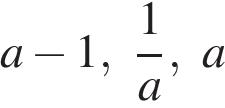 a − 1, 1/a, a